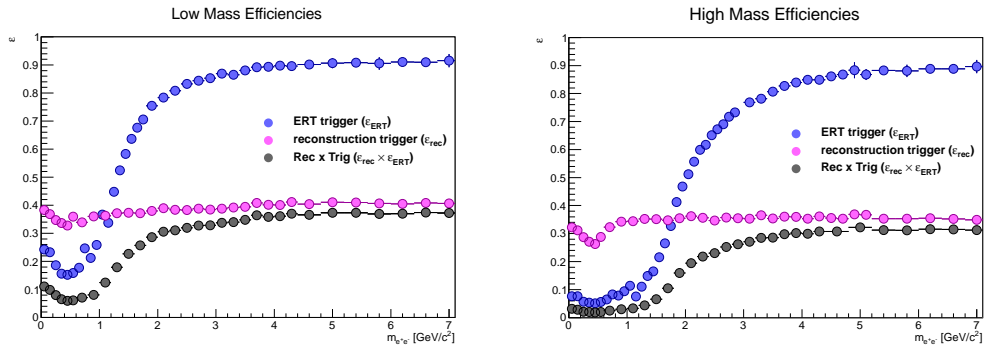 Low Mass Efficiencies
ε
1
0.9
0.8
0.7
0.6
0.5
0.4
0.3
0.2
0.1
0
ERT trigger (ε_ERT)
reconstruction trigger (ε_rec)
Rec x Trig (ε_rec × ε_ERT)
0 1 2 3 4 5 6 7
m_e⁺e⁻ [GeV/c²]
High Mass Efficiencies
ε
1
0.9
0.8
0.7
0.6
0.5
0.4
0.3
0.2
0.1
0
ERT trigger (ε_ERT)
reconstruction trigger (ε_rec)
Rec x Trig (ε_rec × ε_ERT)
0 1 2 3 4 5 6 7
m_e⁺e⁻ [GeV/c²]